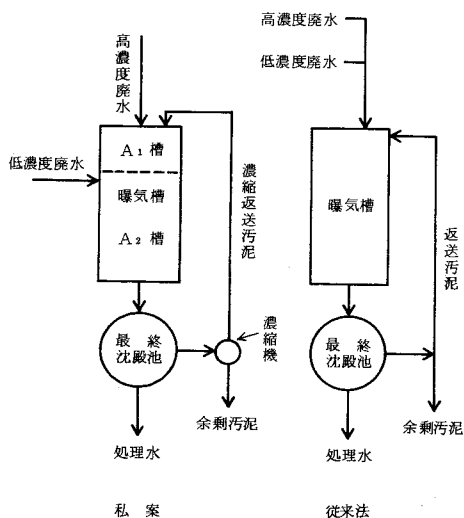 高濃度廃水
A₁槽
低濃度廃水
曝気槽
A₂槽
濃縮返送汚泥
最終
沈殿池
濃縮機
余剰汚泥
処理水
私案
高濃度廃水
低濃度廃水
曝気槽
返送汚泥
最終
沈殿池
余剰汚泥
処理水
従来法